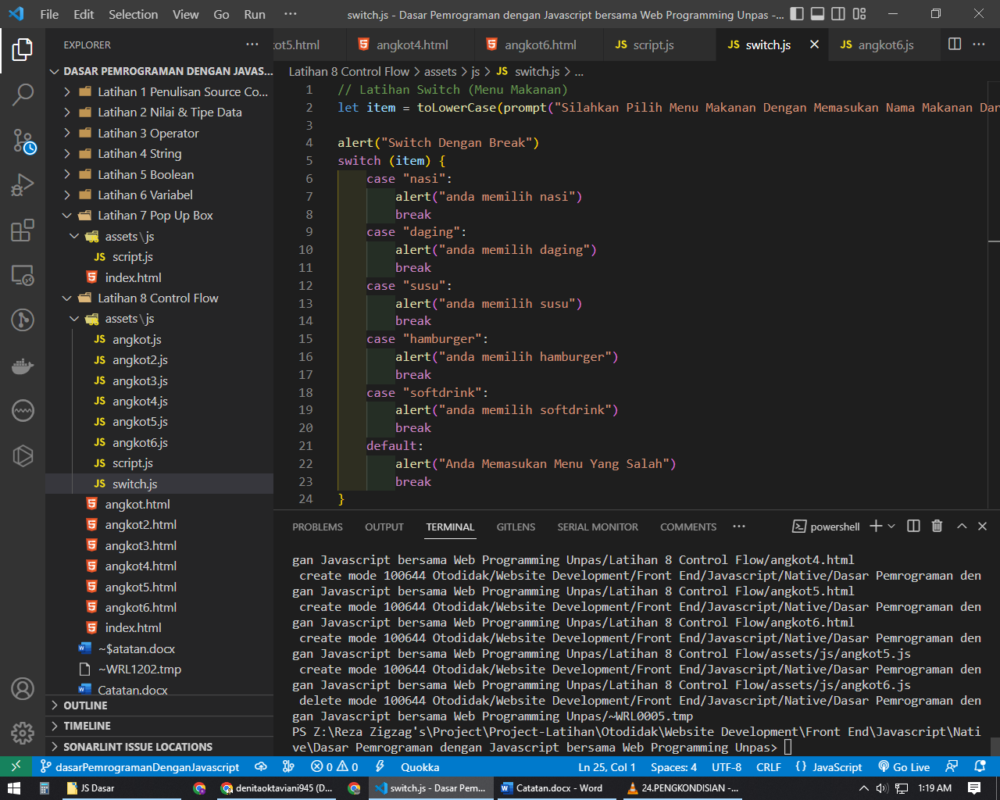 File Edit Selection View Go Run ··· switch.js - Dasar Pemrograman dengan Javascript bersama Web Programming Unpas - ...
EXPLORER ···
DASAR PEMROGRAMAN DENGAN JAVAS...
Latihan 1 Penulisan Source Co...
Latihan 2 Nilai & Tipe Data
Latihan 3 Operator
Latihan 4 String
Latihan 5 Boolean
Latihan 6 Variabel
Latihan 7 Pop Up Box
assets\js
JS script.js
index.html
Latihan 8 Control Flow
assets\js
JS angkot.js
JS angkot2.js
JS angkot3.js
JS angkot4.js
JS angkot5.js
JS angkot6.js
JS script.js
JS switch.js
angkot.html
angkot2.html
angkot3.html
angkot4.html
angkot5.html
angkot6.html
index.html
~$atatan.docx
~WRL1202.tmp
Catatan.docx
OUTLINE
TIMELINE
SONARLINT ISSUE LOCATIONS
kot5.html angkot4.html angkot6.html JS script.js JS switch.js JS angkot6.js ···
Latihan 8 Control Flow > assets > js > JS switch.js > ...
1 // Latihan Switch (Menu Makanan)
2 let item = toLowerCase(prompt("Silahkan Pilih Menu Makanan Dengan Memasukan Nama Makanan Dar
3
4 alert("Switch Dengan Break")
5 switch (item) {
6 case "nasi":
7 alert("anda memilih nasi")
8 break
9 case "daging":
10 alert("anda memilih daging")
11 break
12 case "susu":
13 alert("anda memilih susu")
14 break
15 case "hamburger":
16 alert("anda memilih hamburger")
17 break
18 case "softdrink":
19 alert("anda memilih softdrink")
20 break
21 default:
22 alert("Anda Memasukan Menu Yang Salah")
23 break
24 }
PROBLEMS OUTPUT TERMINAL GITLENS SERIAL MONITOR COMMENTS ··· powershell
gan Javascript bersama Web Programming Unpas/Latihan 8 Control Flow/angkot4.html
create mode 100644 Otodidak/Website Development/Front End/Javascript/Native/Dasar Pemrograman den
gan Javascript bersama Web Programming Unpas/Latihan 8 Control Flow/angkot5.html
create mode 100644 Otodidak/Website Development/Front End/Javascript/Native/Dasar Pemrograman den
gan Javascript bersama Web Programming Unpas/Latihan 8 Control Flow/angkot6.html
create mode 100644 Otodidak/Website Development/Front End/Javascript/Native/Dasar Pemrograman den
gan Javascript bersama Web Programming Unpas/Latihan 8 Control Flow/assets/js/angkot5.js
create mode 100644 Otodidak/Website Development/Front End/Javascript/Native/Dasar Pemrograman den
gan Javascript bersama Web Programming Unpas/Latihan 8 Control Flow/assets/js/angkot6.js
delete mode 100644 Otodidak/Website Development/Front End/Javascript/Native/Dasar Pemrograman den
gan Javascript bersama Web Programming Unpas/~WRL0005.tmp
PS Z:\Reza Zigzag's\Project\Project-Latihan\Otodidak\Website Development\Front End\Javascript\Nati
ve\Dasar Pemrograman dengan Javascript bersama Web Programming Unpas>
dasarPemrogramanDenganJavascript 0 0 Quokka Ln 25, Col 1 Spaces: 4 UTF-8 CRLF {} JavaScript Go Live
JS Dasar denitaoktaviani945 (D... switch.js - Dasar Pem... Catatan.docx - Word 24.PENGKONDISIAN -... 1:19 AM